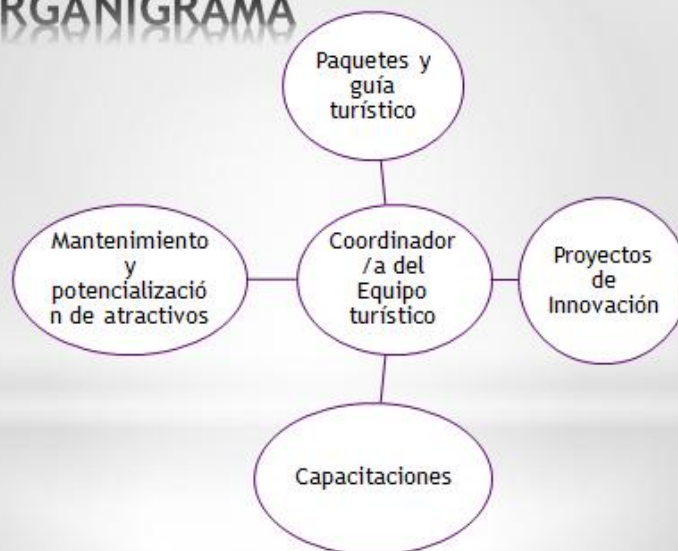 RGANIGRAMA
Paquetes y
guía
turístico
Mantenimiento
y
potencializació
n de atractivos
Coordinador
/a del
Equipo
turístico
Proyectos
de
Innovación
Capacitaciones